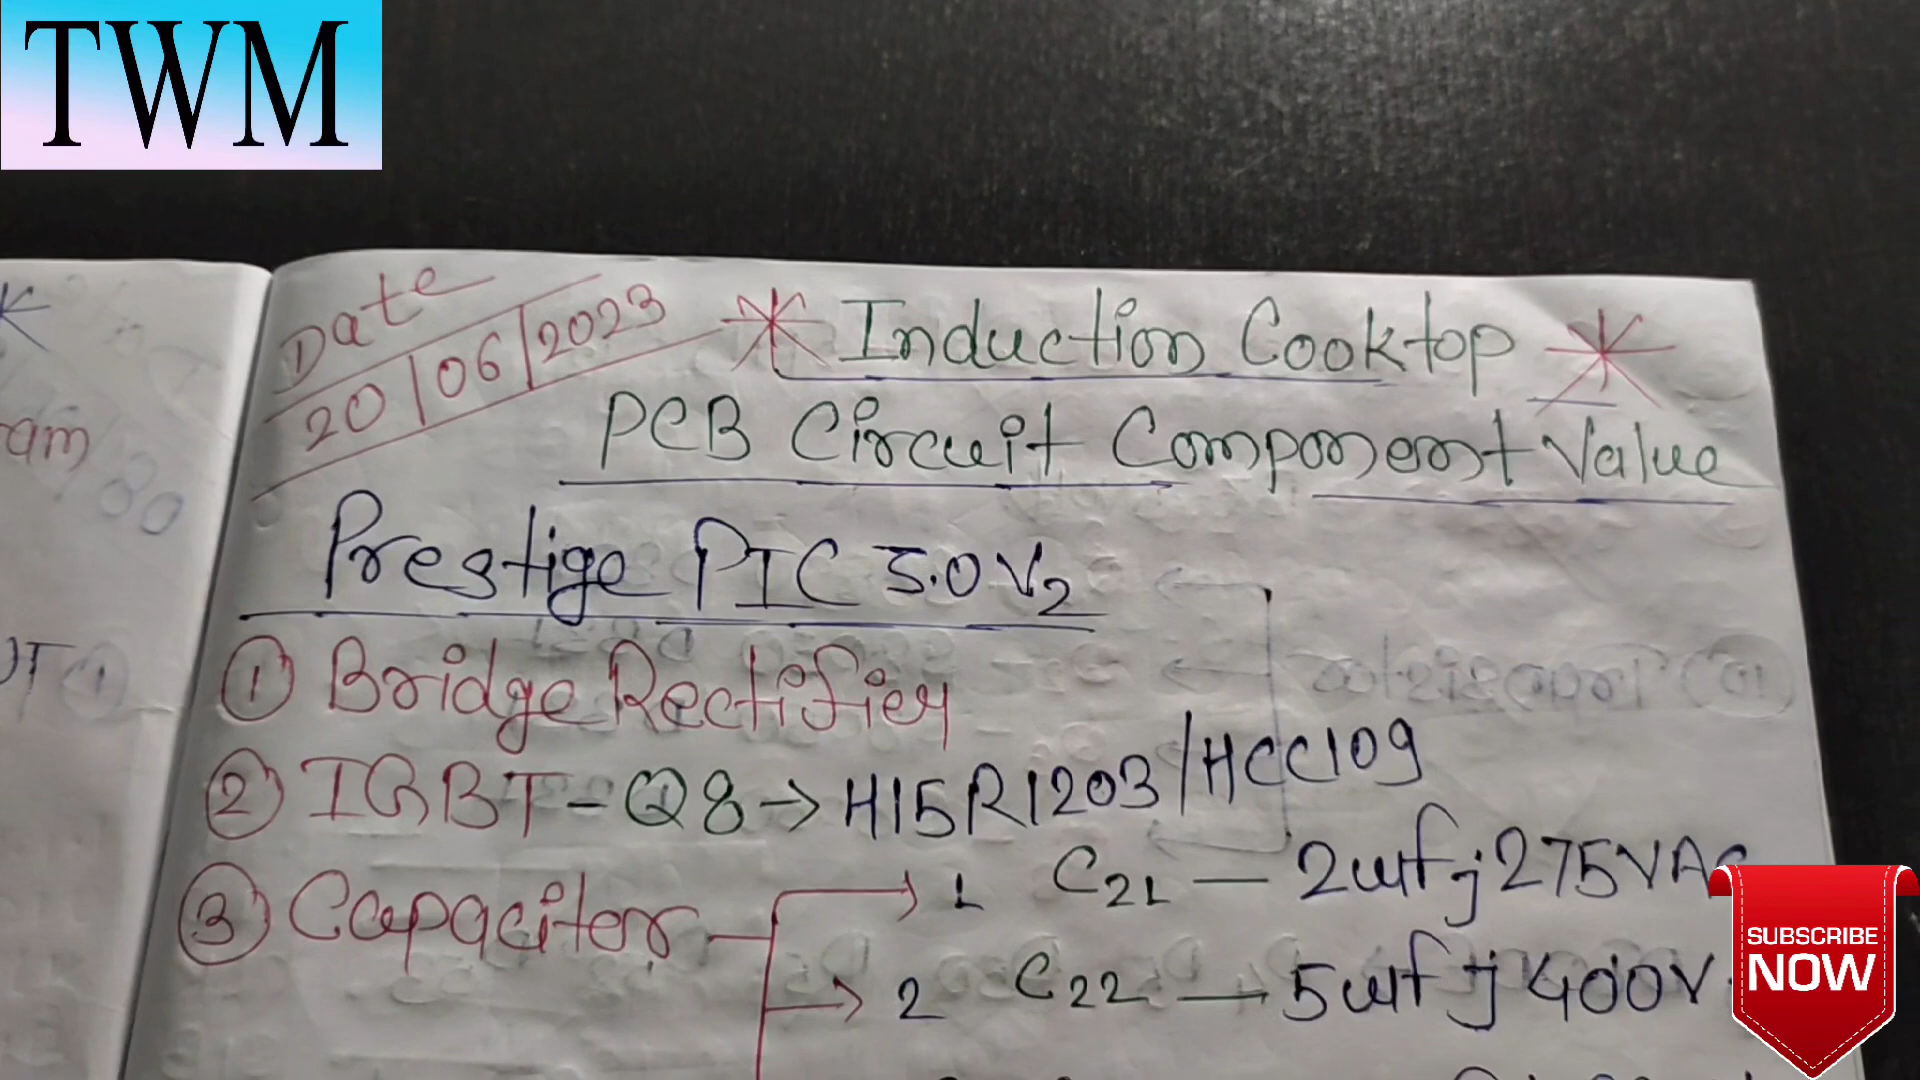 TWM
Date
20/06/2023
Induction Cooktop
PCB Circuit Component Value
Prestige PIC 5.0 V2
① Bridge Rectifier
② IGBT - Q8 → H15R1203/HCC109
③ Capacitor
→ 1 C21 — 2uf j 275VAC
→ 2 C22 — 5uf j 400V
am
SUBSCRIBE
NOW